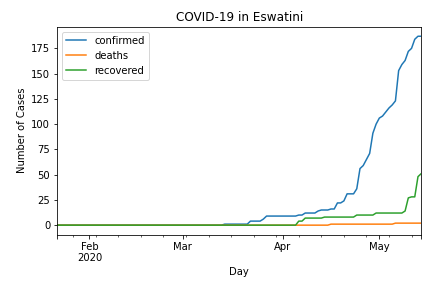 COVID-19 in Eswatini
confirmed
deaths
recovered
175
150
125
100
75
50
25
0
Number of Cases
Feb
2020
Mar
Apr
May
Day